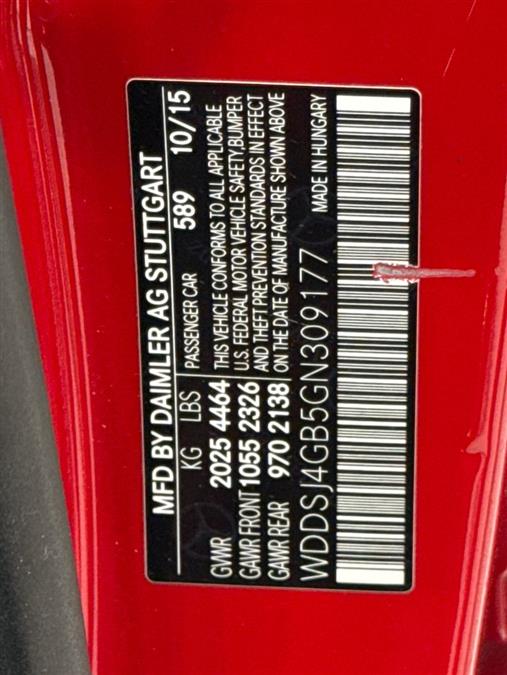 MFD BY DAIMLER AG STUTTGART
KG LBS PASSENGER CAR 589 10/15
GVWR 2025 4464 THIS VEHICLE CONFORMS TO ALL APPLICABLE
U.S. FEDERAL MOTOR VEHICLE SAFETY,BUMPER
GAWR FRONT 1055 2326 AND THEFT PREVENTION STANDARDS IN EFFECT
GAWR REAR 970 2138 ON THE DATE OF MANUFACTURE SHOWN ABOVE
WDDSJ4GB5GN309177 MADE IN HUNGARY